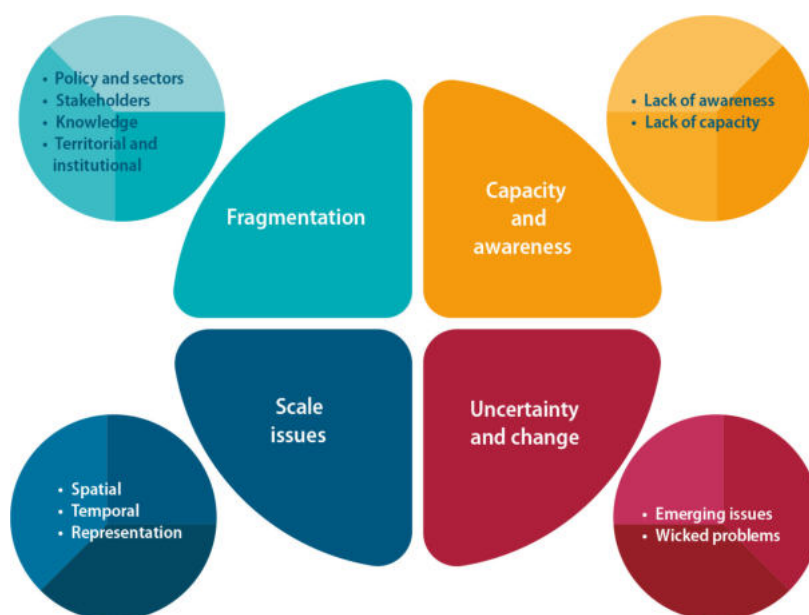 • Policy and sectors
• Stakeholders
• Knowledge
• Territorial and
institutional
Fragmentation
Capacity
and
awareness
• Lack of awareness
• Lack of capacity
Scale
issues
• Spatial
• Temporal
• Representation
Uncertainty
and change
• Emerging issues
• Wicked problems